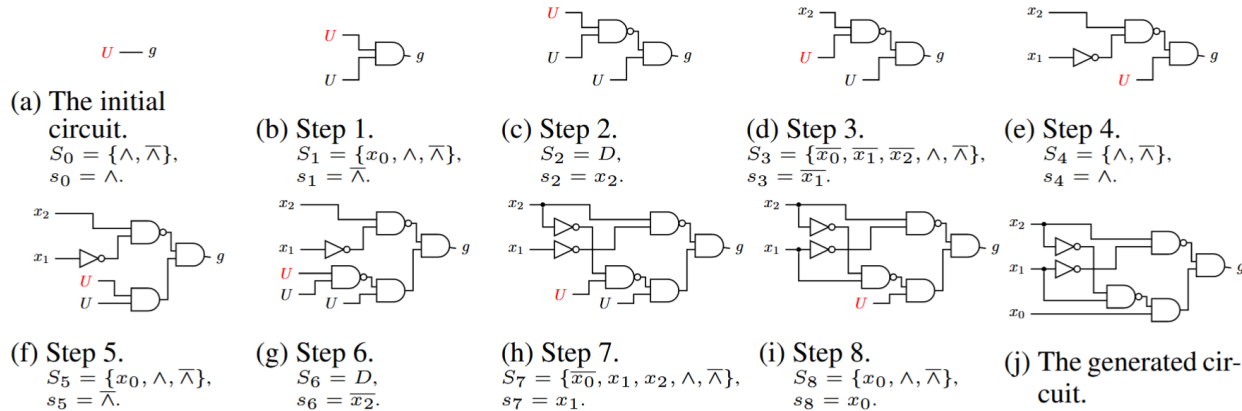 U g
(a) The initial
circuit.
S₀ = {∧, ⊼},
s₀ = ∧.
U
U
g
(b) Step 1.
S₁ = {x₀, ∧, ⊼},
s₁ = ⊼.
U
U
U
g
(c) Step 2.
S₂ = D,
s₂ = x₂.
x₂
U
U
g
(d) Step 3.
S₃ = {x̅₀, x̅₁, x̅₂, ∧, ⊼},
s₃ = x̅₁.
x₂
x₁
U
g
(e) Step 4.
S₄ = {∧, ⊼},
s₄ = ∧.
x₂
x₁
U
U
g
(f) Step 5.
S₅ = {x₀, ∧, ⊼},
s₅ = ⊼.
x₂
x₁
U
U
U
g
(g) Step 6.
S₆ = D,
s₆ = x̅₂.
x₂
x₁
U
U
g
(h) Step 7.
S₇ = {x̅₀, x₁, x₂, ∧, ⊼},
s₇ = x₁.
x₂
x₁
U
g
(i) Step 8.
S₈ = {x₀, ∧, ⊼},
s₈ = x₀.
x₂
x₁
x₀
g
(j) The generated cir-
cuit.